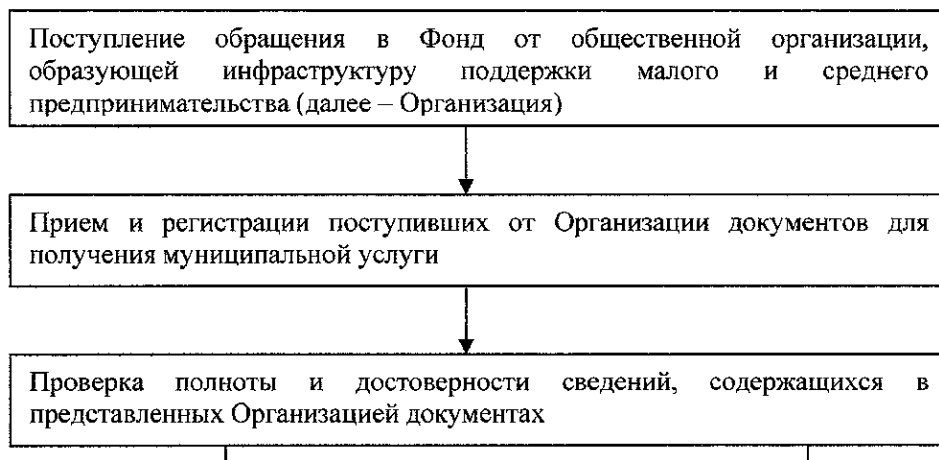 Поступление обращения в Фонд от общественной организации,
образующей инфраструктуру поддержки малого и среднего
предпринимательства (далее – Организация)
Прием и регистрации поступивших от Организации документов для
получения муниципальной услуги
Проверка полноты и достоверности сведений, содержащихся в
представленных Организацией документах